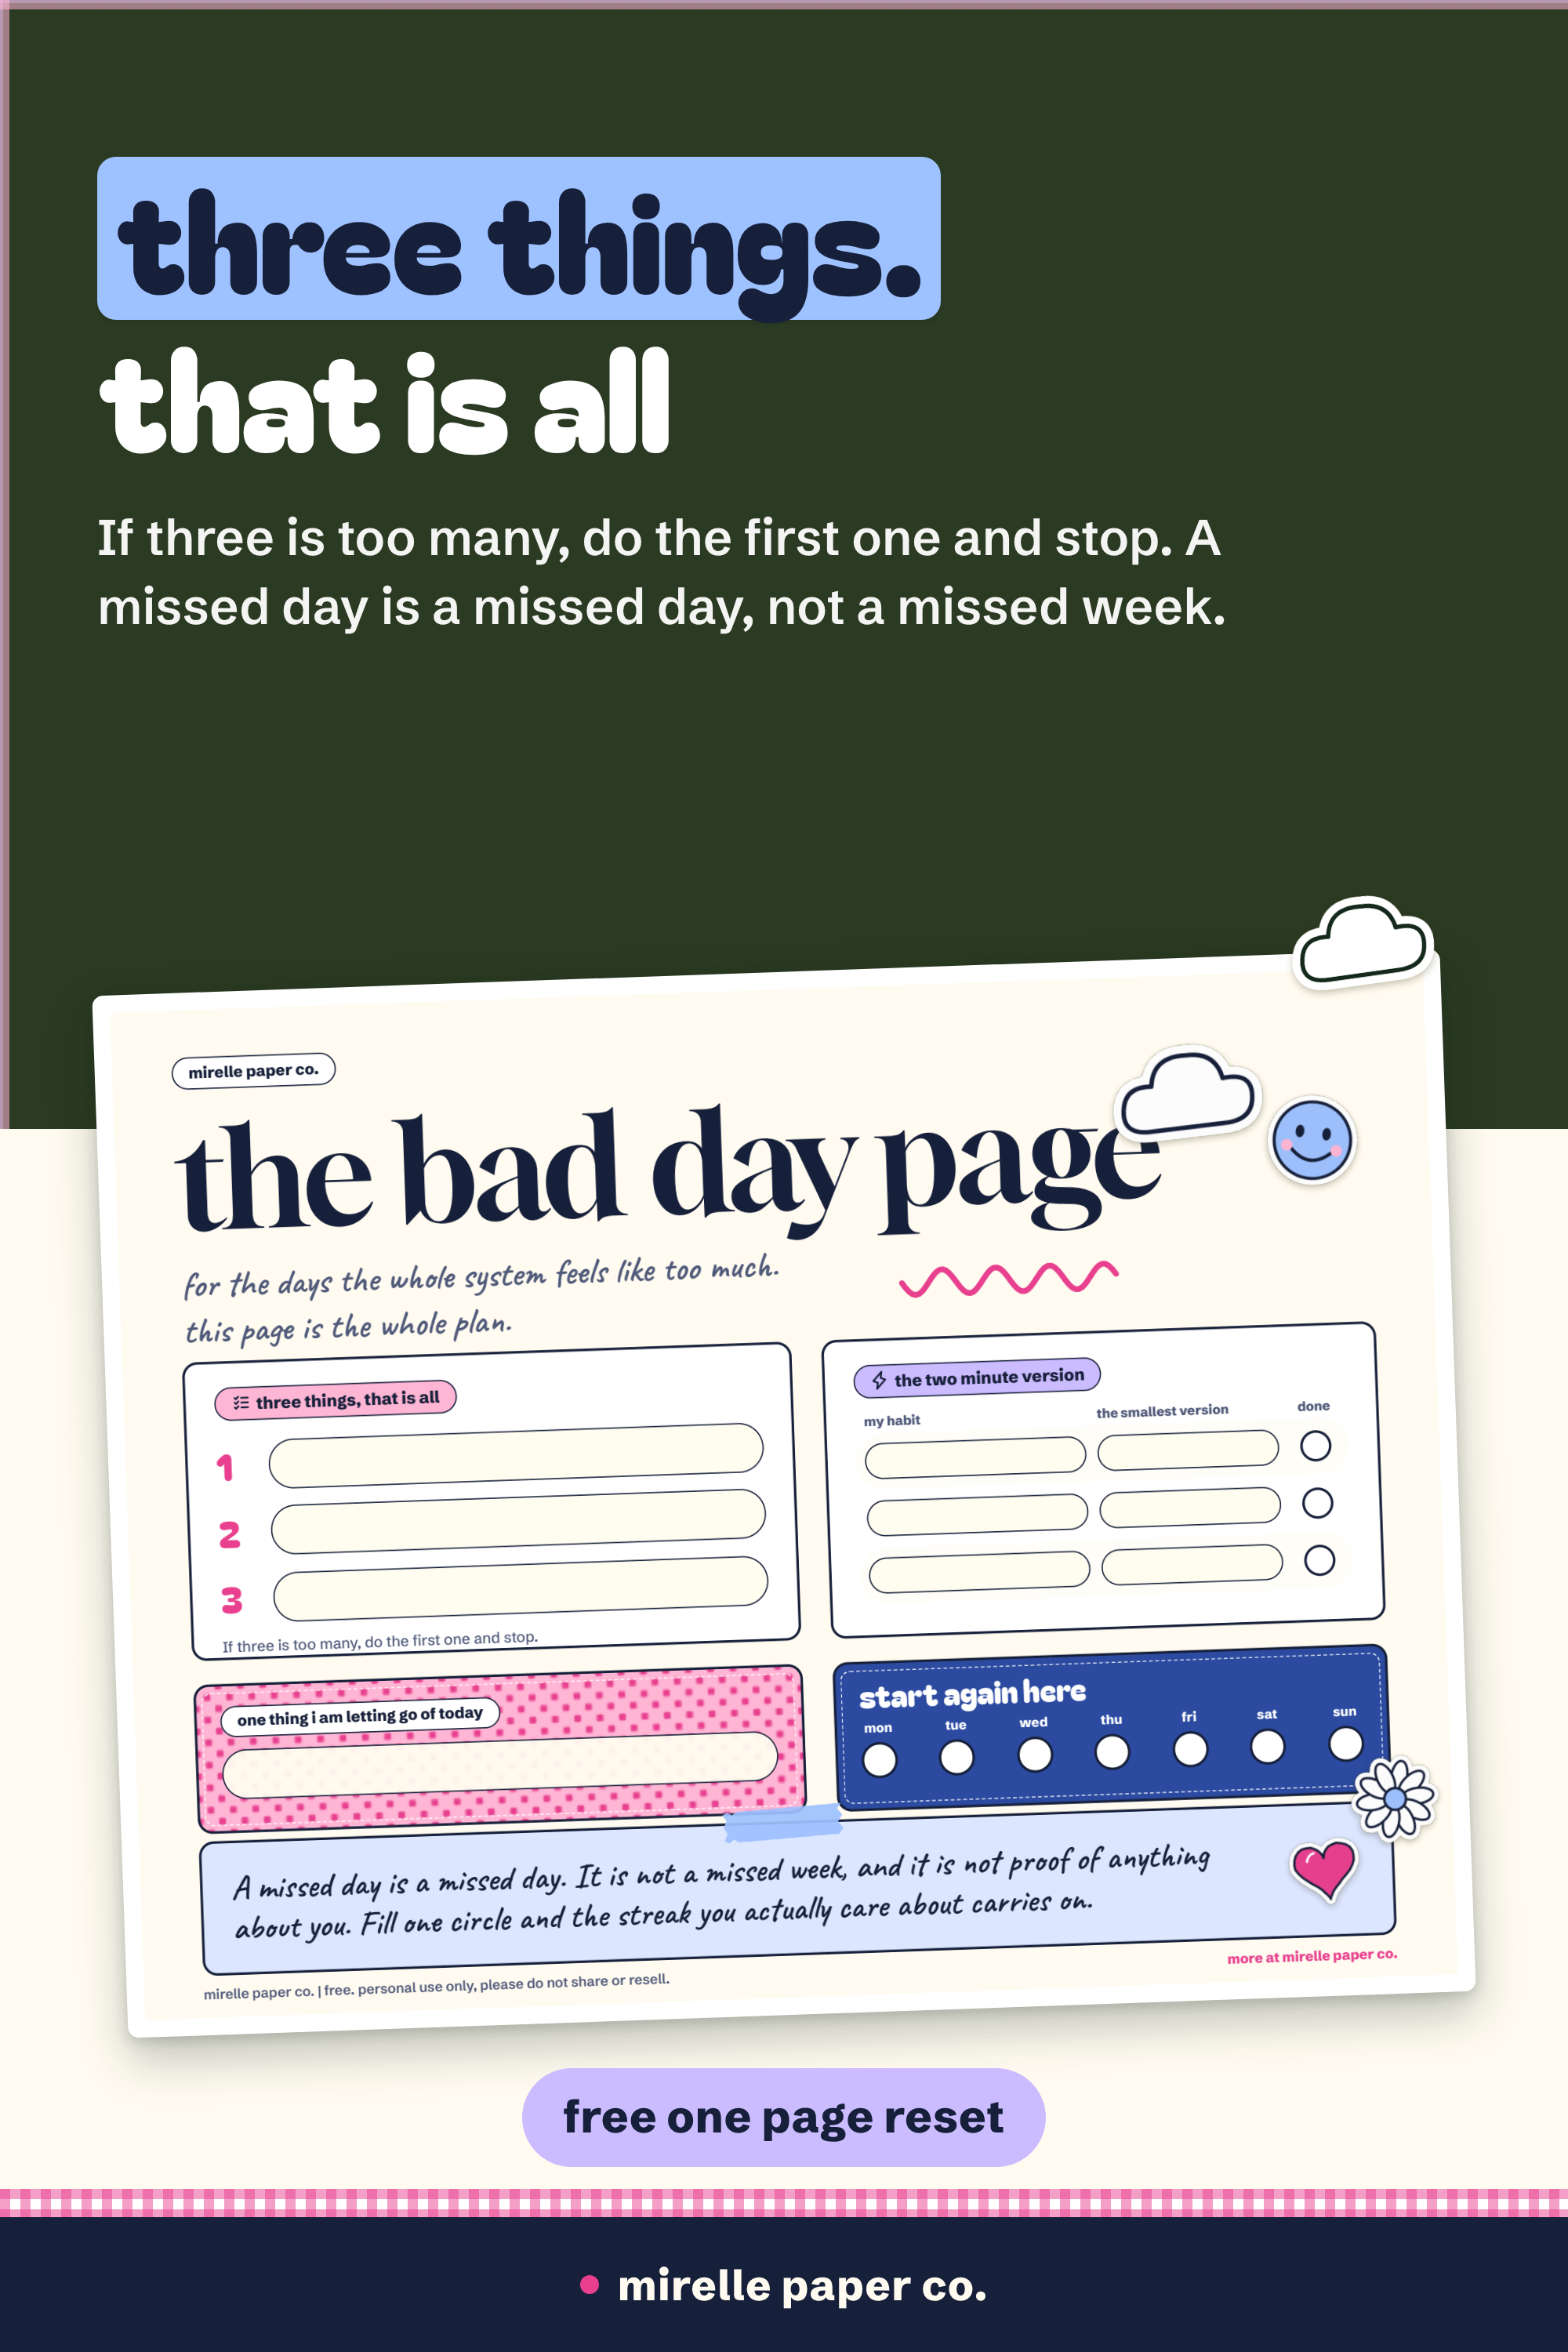 three things.
that is all
If three is too many, do the first one and stop. A
missed day is a missed day, not a missed week.
mirelle paper co.
the bad day page
for the days the whole system feels like too much.
this page is the whole plan.
three things, that is all
1
2
3
If three is too many, do the first one and stop.
the two minute version
my habit
the smallest version
done
one thing i am letting go of today
start again here
mon tue wed thu fri sat sun
A missed day is a missed day. It is not a missed week, and it is not proof of anything
about you. Fill one circle and the streak you actually care about carries on.
mirelle paper co. | free. personal use only, please do not share or resell.
more at mirelle paper co.
free one page reset
mirelle paper co.